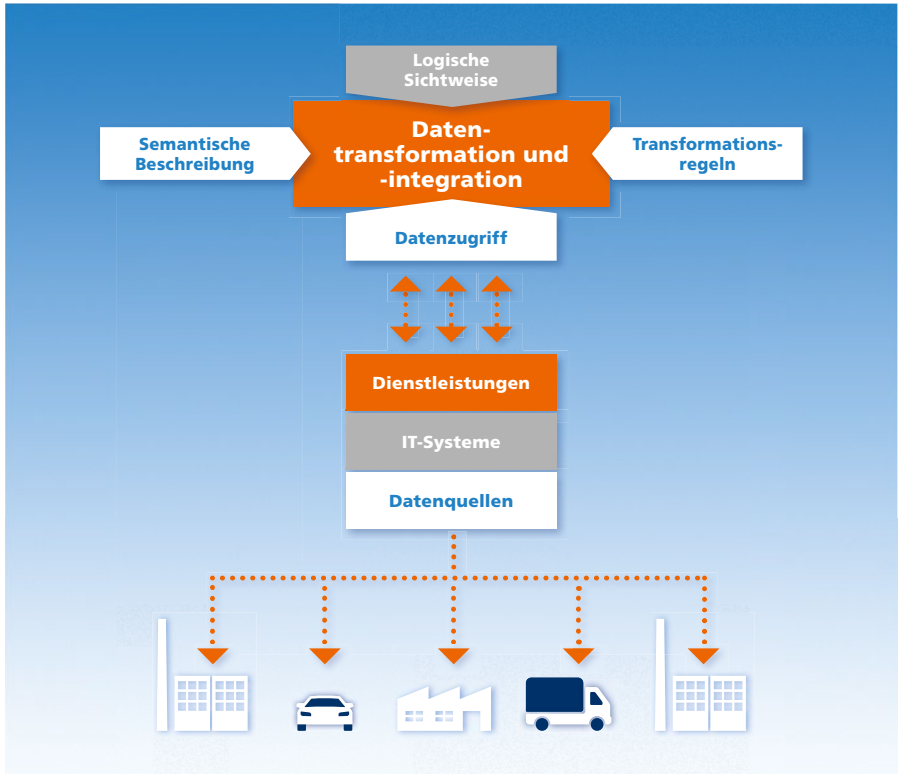 Logische
Sichtweise
Daten-
transformation und
-integration
Semantische
Beschreibung
Transformations-
regeln
Datenzugriff
Dienstleistungen
IT-Systeme
Datenquellen